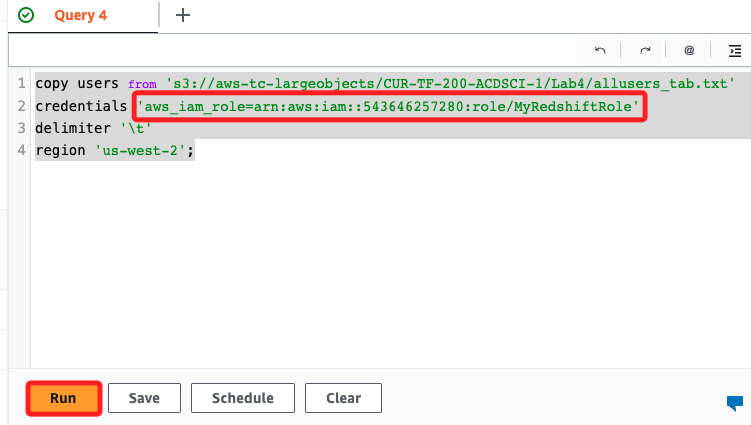 Query 4
@
1 copy users from 's3://aws-tc-largeobjects/CUR-TF-200-ACDSCI-1/Lab4/allusers_tab.txt'
2 credentials 'aws_iam_role=arn:aws:iam::543646257280:role/MyRedshiftRole'
3 delimiter '\t'
4 region 'us-west-2';
Run Save Schedule Clear